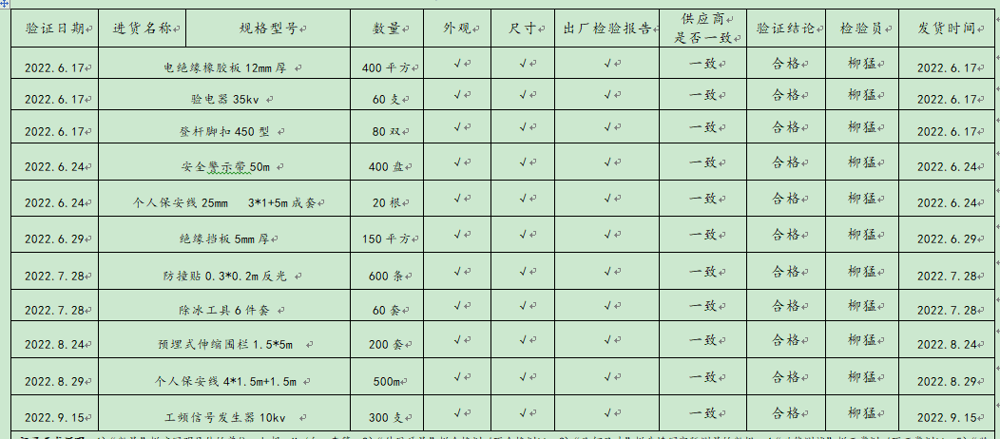 验证日期 进货名称 规格型号 数量 外观 尺寸 出厂检验报告 供应商 是否一致 验证结论 检验员 发货时间
2022.6.17 电绝缘橡胶板 12mm 厚 400 平方 √ √ √ 一致 合格 柳猛 2022.6.17
2022.6.17 验电器 35kv 60 支 √ √ √ 一致 合格 柳猛 2022.6.17
2022.6.17 登杆脚扣 450 型 80 双 √ √ √ 一致 合格 柳猛 2022.6.17
2022.6.24 安全警示带 50m 400 盘 √ √ √ 一致 合格 柳猛 2022.6.24
2022.6.24 个人保安线 25mm 3*1+5m 成套 20 根 √ √ √ 一致 合格 柳猛 2022.6.24
2022.6.29 绝缘挡板 5mm 厚 150 平方 √ √ √ 一致 合格 柳猛 2022.6.29
2022.7.28 防撞贴 0.3*0.2m 反光 600 条 √ √ √ 一致 合格 柳猛 2022.7.28
2022.7.28 除冰工具 6 件套 60 套 √ √ √ 一致 合格 柳猛 2022.7.28
2022.8.24 预埋式伸缩围栏 1.5*5m 200 套 √ √ √ 一致 合格 柳猛 2022.8.24
2022.8.29 个人保安线 4*1.5m+1.5m 500m √ √ √ 一致 合格 柳猛 2022.8.29
2022.9.15 工频信号发生器 10kv 300 支 √ √ √ 一致 合格 柳猛 2022.9.15